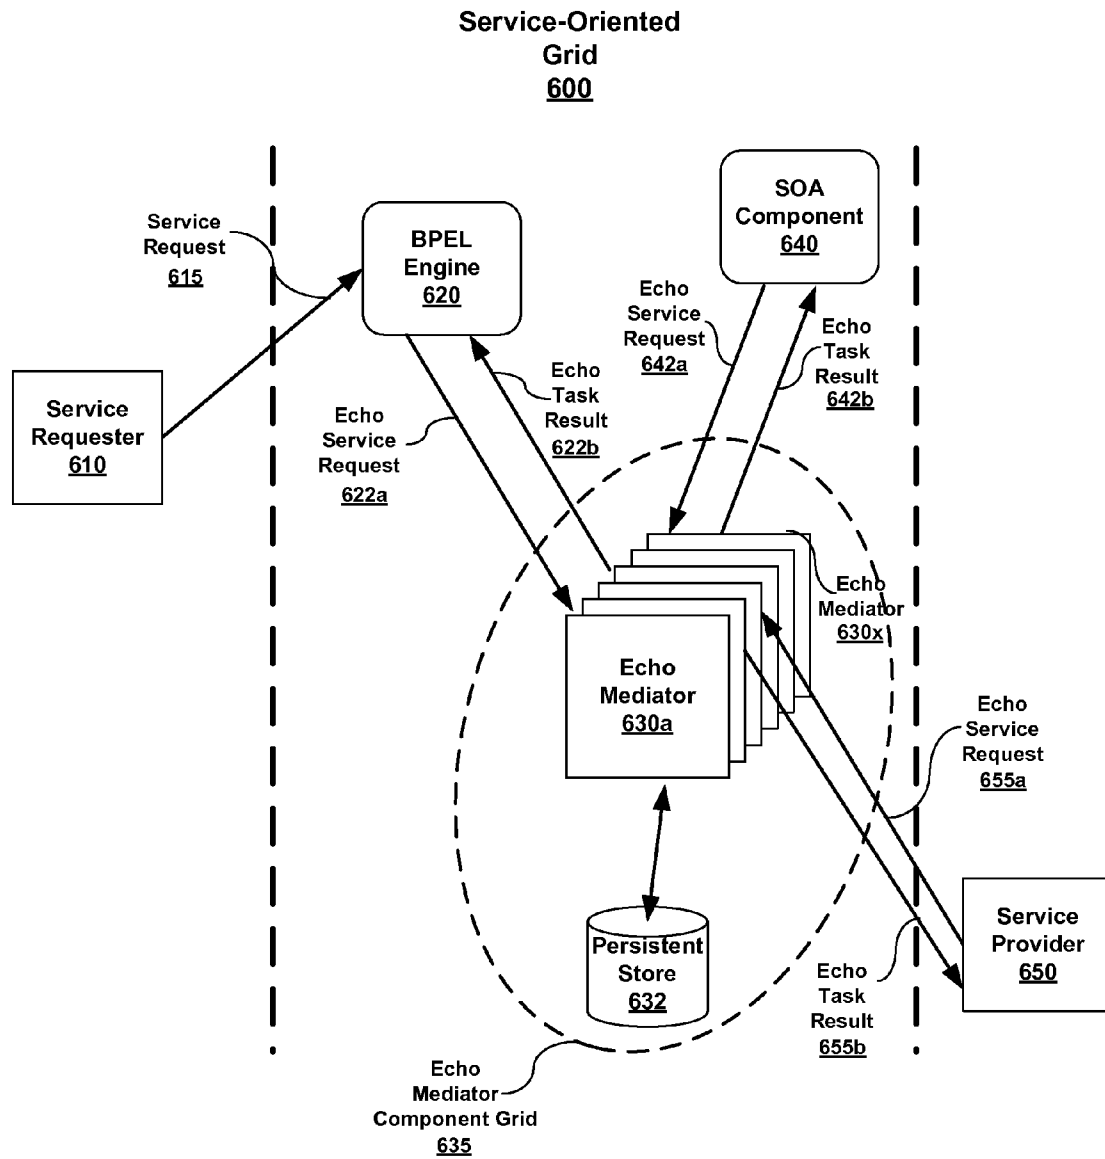 Service-Oriented
Grid
600
Service
Request
615
BPEL
Engine
620
SOA
Component
640
Echo
Service
Request
642a
Echo
Task
Result
642b
Echo
Task
Result
622b
Service
Requester
610
Echo
Service
Request
622a
Echo
Mediator
630x
Echo
Mediator
630a
Echo
Service
Request
655a
Persistent
Store
632
Service
Provider
650
Echo
Task
Result
655b
Echo
Mediator
Component Grid
635